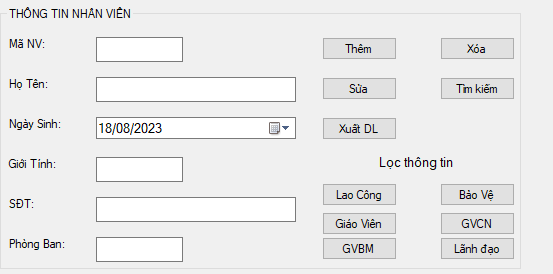 THÔNG TIN NHÂN VIÊN
Mã NV:
Thêm
Xóa
Họ Tên:
Sửa
Tìm kiếm
Ngày Sinh:
18/08/2023
Xuất DL
Giới Tính:
Lọc thông tin
Lao Công
Bảo Vệ
SĐT:
Giáo Viên
GVCN
Phòng Ban:
GVBM
Lãnh đạo